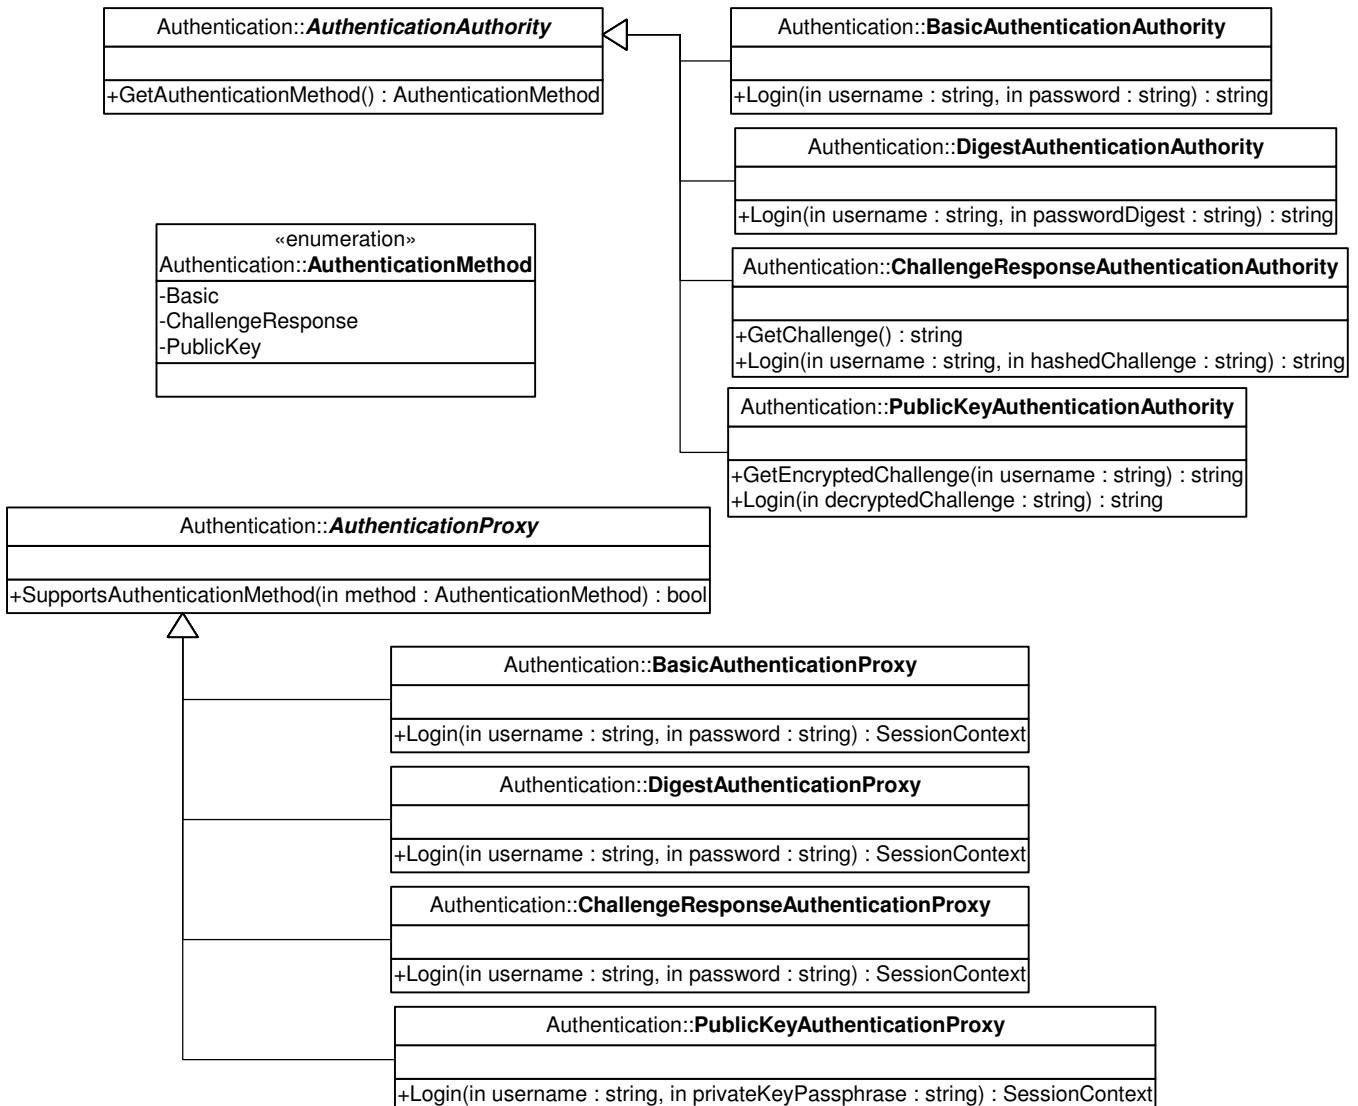 Authentication::AuthenticationAuthority
+GetAuthenticationMethod() : AuthenticationMethod
Authentication::BasicAuthenticationAuthority
+Login(in username : string, in password : string) : string
Authentication::DigestAuthenticationAuthority
+Login(in username : string, in passwordDigest : string) : string
«enumeration»
Authentication::AuthenticationMethod
-Basic
-ChallengeResponse
-PublicKey
Authentication::ChallengeResponseAuthenticationAuthority
+GetChallenge() : string
+Login(in username : string, in hashedChallenge : string) : string
Authentication::PublicKeyAuthenticationAuthority
+GetEncryptedChallenge(in username : string) : string
+Login(in decryptedChallenge : string) : string
Authentication::AuthenticationProxy
+SupportsAuthenticationMethod(in method : AuthenticationMethod) : bool
Authentication::BasicAuthenticationProxy
+Login(in username : string, in password : string) : SessionContext
Authentication::DigestAuthenticationProxy
+Login(in username : string, in password : string) : SessionContext
Authentication::ChallengeResponseAuthenticationProxy
+Login(in username : string, in password : string) : SessionContext
Authentication::PublicKeyAuthenticationProxy
+Login(in username : string, in privateKeyPassphrase : string) : SessionContext